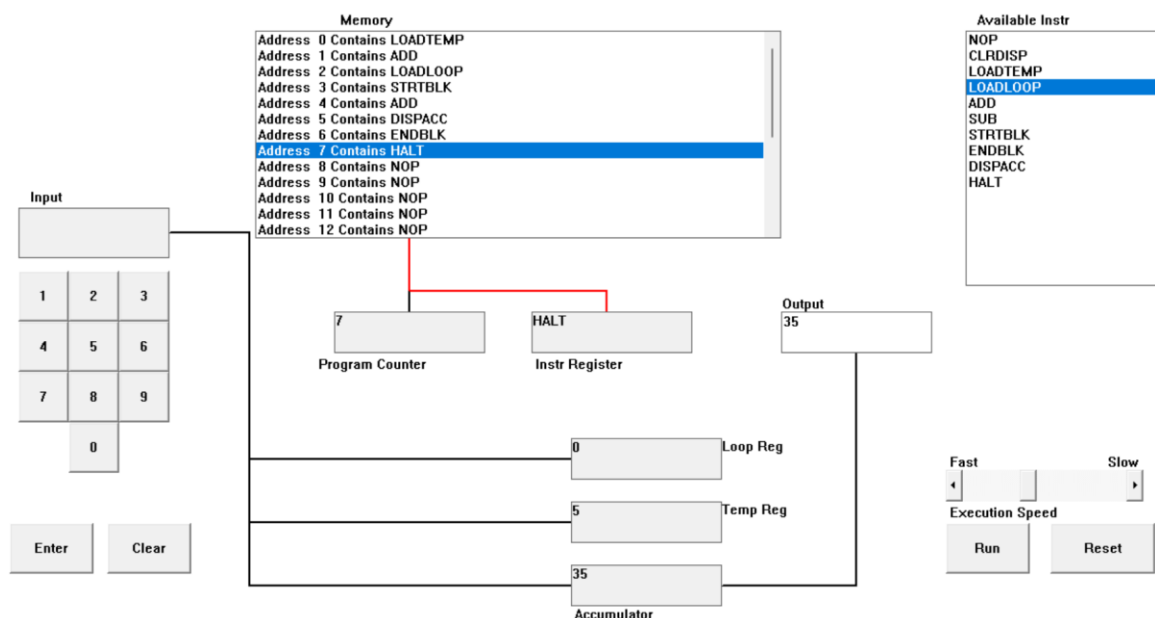 Memory
Address 0 Contains LOADTEMP
Address 1 Contains ADD
Address 2 Contains LOADLOOP
Address 3 Contains STRTBLK
Address 4 Contains ADD
Address 5 Contains DISPACC
Address 6 Contains ENDBLK
Address 7 Contains HALT
Address 8 Contains NOP
Address 9 Contains NOP
Address 10 Contains NOP
Address 11 Contains NOP
Address 12 Contains NOP
Available Instr
NOP
CLRDISP
LOADTEMP
LOADLOOP
ADD
SUB
STRTBLK
ENDBLK
DISPACC
HALT
Input
1 2 3
4 5 6
7 8 9
0
Enter Clear
7
Program Counter
HALT
Instr Register
Output
35
0
Loop Reg
5
Temp Reg
35
Accumulator
Fast Slow
Execution Speed
Run Reset